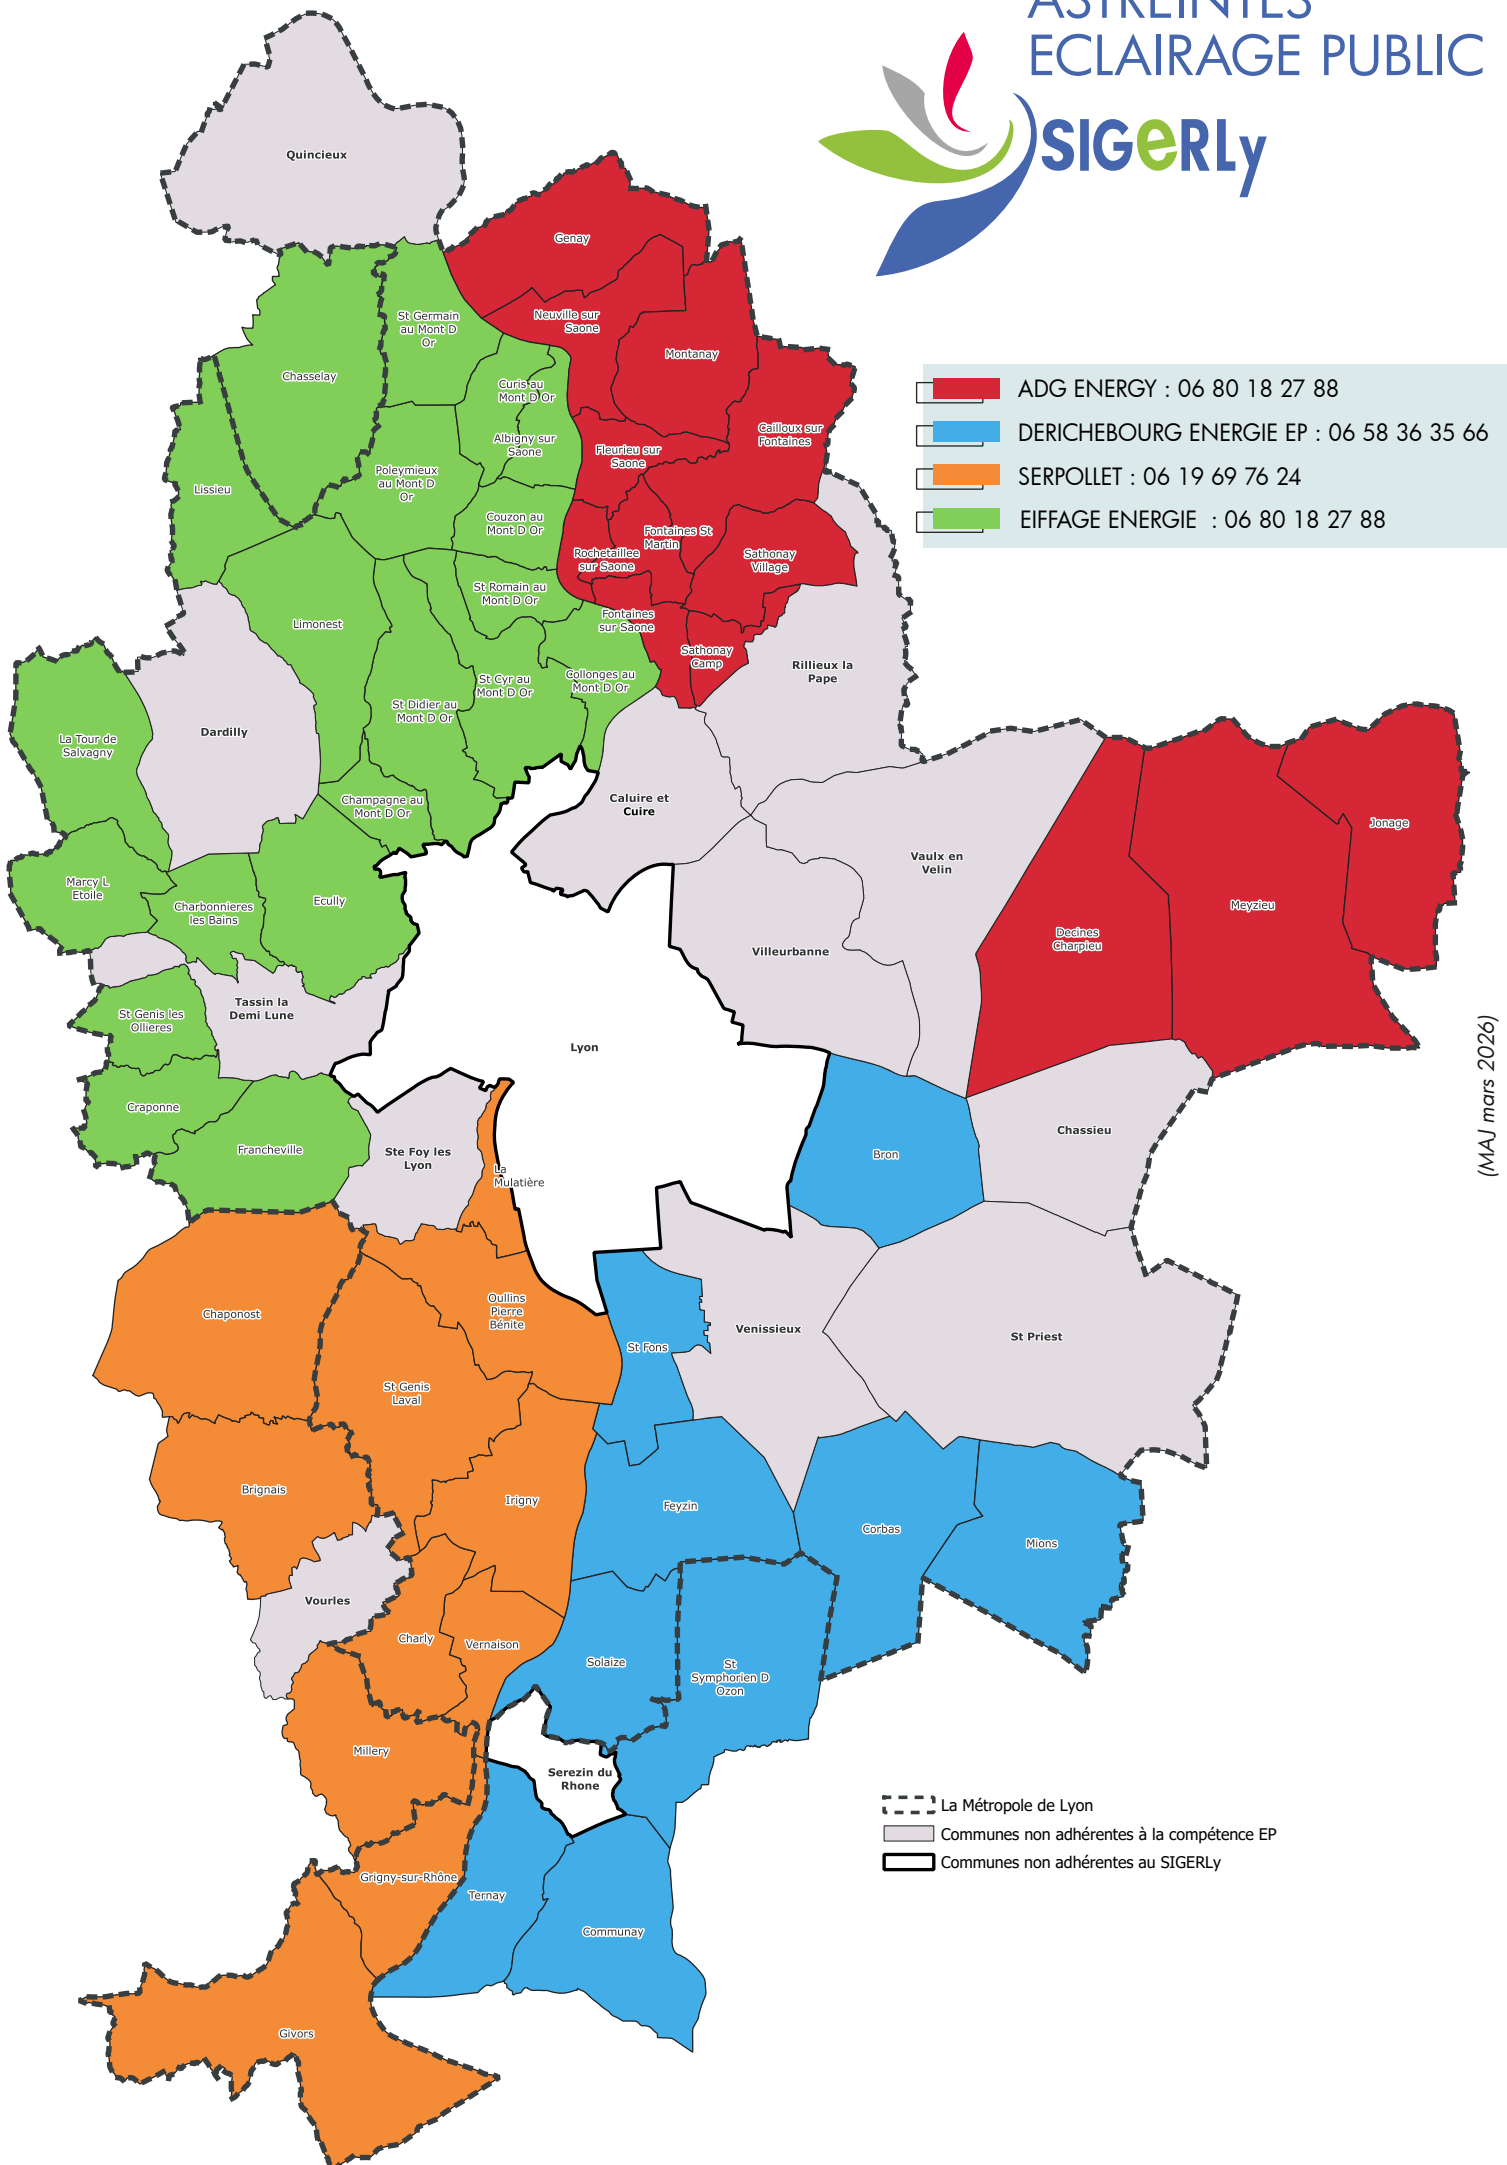 ASTREINTES
ECLAIRAGE PUBLIC
SIGeRLy
Quincieux
Genay
St Germain
au Mont D
Or
Neuville sur
Saone
Montanay
Chasselay
Curis au
Mont D Or
ADG ENERGY : 06 80 18 27 88
DERICHEBOURG ENERGIE EP : 06 58 36 35 66
SERPOLLET : 06 19 69 76 24
EIFFAGE ENERGIE : 06 80 18 27 88
Cailloux sur
Fontaines
Albigny sur
Saone
Fleurieu sur
Saone
Poleymieux
au Mont D
Or
Lissieu
Couzon au
Mont D Or
Fontaines St
Martin
Rochetaillee
sur Saone
Sathonay
Village
St Romain au
Mont D Or
Limonest
Fontaines
sur Saone
Sathonay
Camp
Rillieux la
Pape
St Cyr au
Mont D Or
Collonges au
Mont D Or
St Didier au
Mont D Or
Dardilly
La Tour de
Salvagny
Champagne au
Mont D Or
Caluire et
Cuire
Jonage
Vaulx en
Velin
Marcy L
Etoile
Charbonnieres
les Bains
Ecully
Meyzieu
Decines
Charpieu
Villeurbanne
Tassin la
Demi Lune
St Genis les
Ollieres
Lyon
(MAJ mars 2026)
Craponne
Francheville
Ste Foy les
Lyon
Chassieu
Bron
La
Mulatière
Chaponost
Oullins
Pierre
Bénite
St Fons
Venissieux
St Priest
St Genis
Laval
Brignais
Irigny
Feyzin
Corbas
Mions
Vourles
Charly
Vernaison
Solaize
St
Symphorien D
Ozon
Millery
Serezin du
Rhone
La Métropole de Lyon
Communes non adhérentes à la compétence EP
Communes non adhérentes au SIGERLy
Grigny-sur-Rhône
Ternay
Communay
Givors